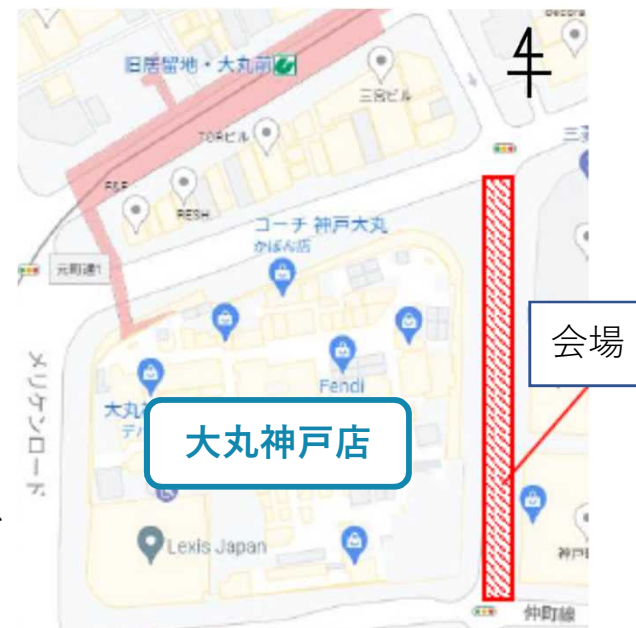 旧居留地・大丸前
三宮ビル
TORビル
RESH
コーチ 神戸大丸
かばん店
元町通1
会場
Fendi
メリケンロード
大丸神戸店
Lexis Japan
仲町線